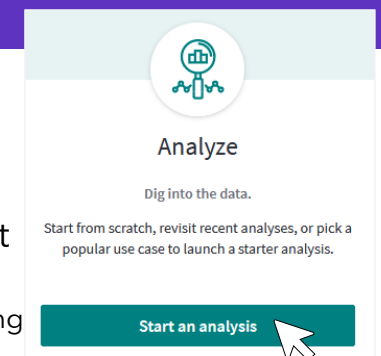 Analyze
Dig into the data.
t
Start from scratch, revisit recent analyses, or pick a
popular use case to launch a starter analysis.
ng
Start an analysis